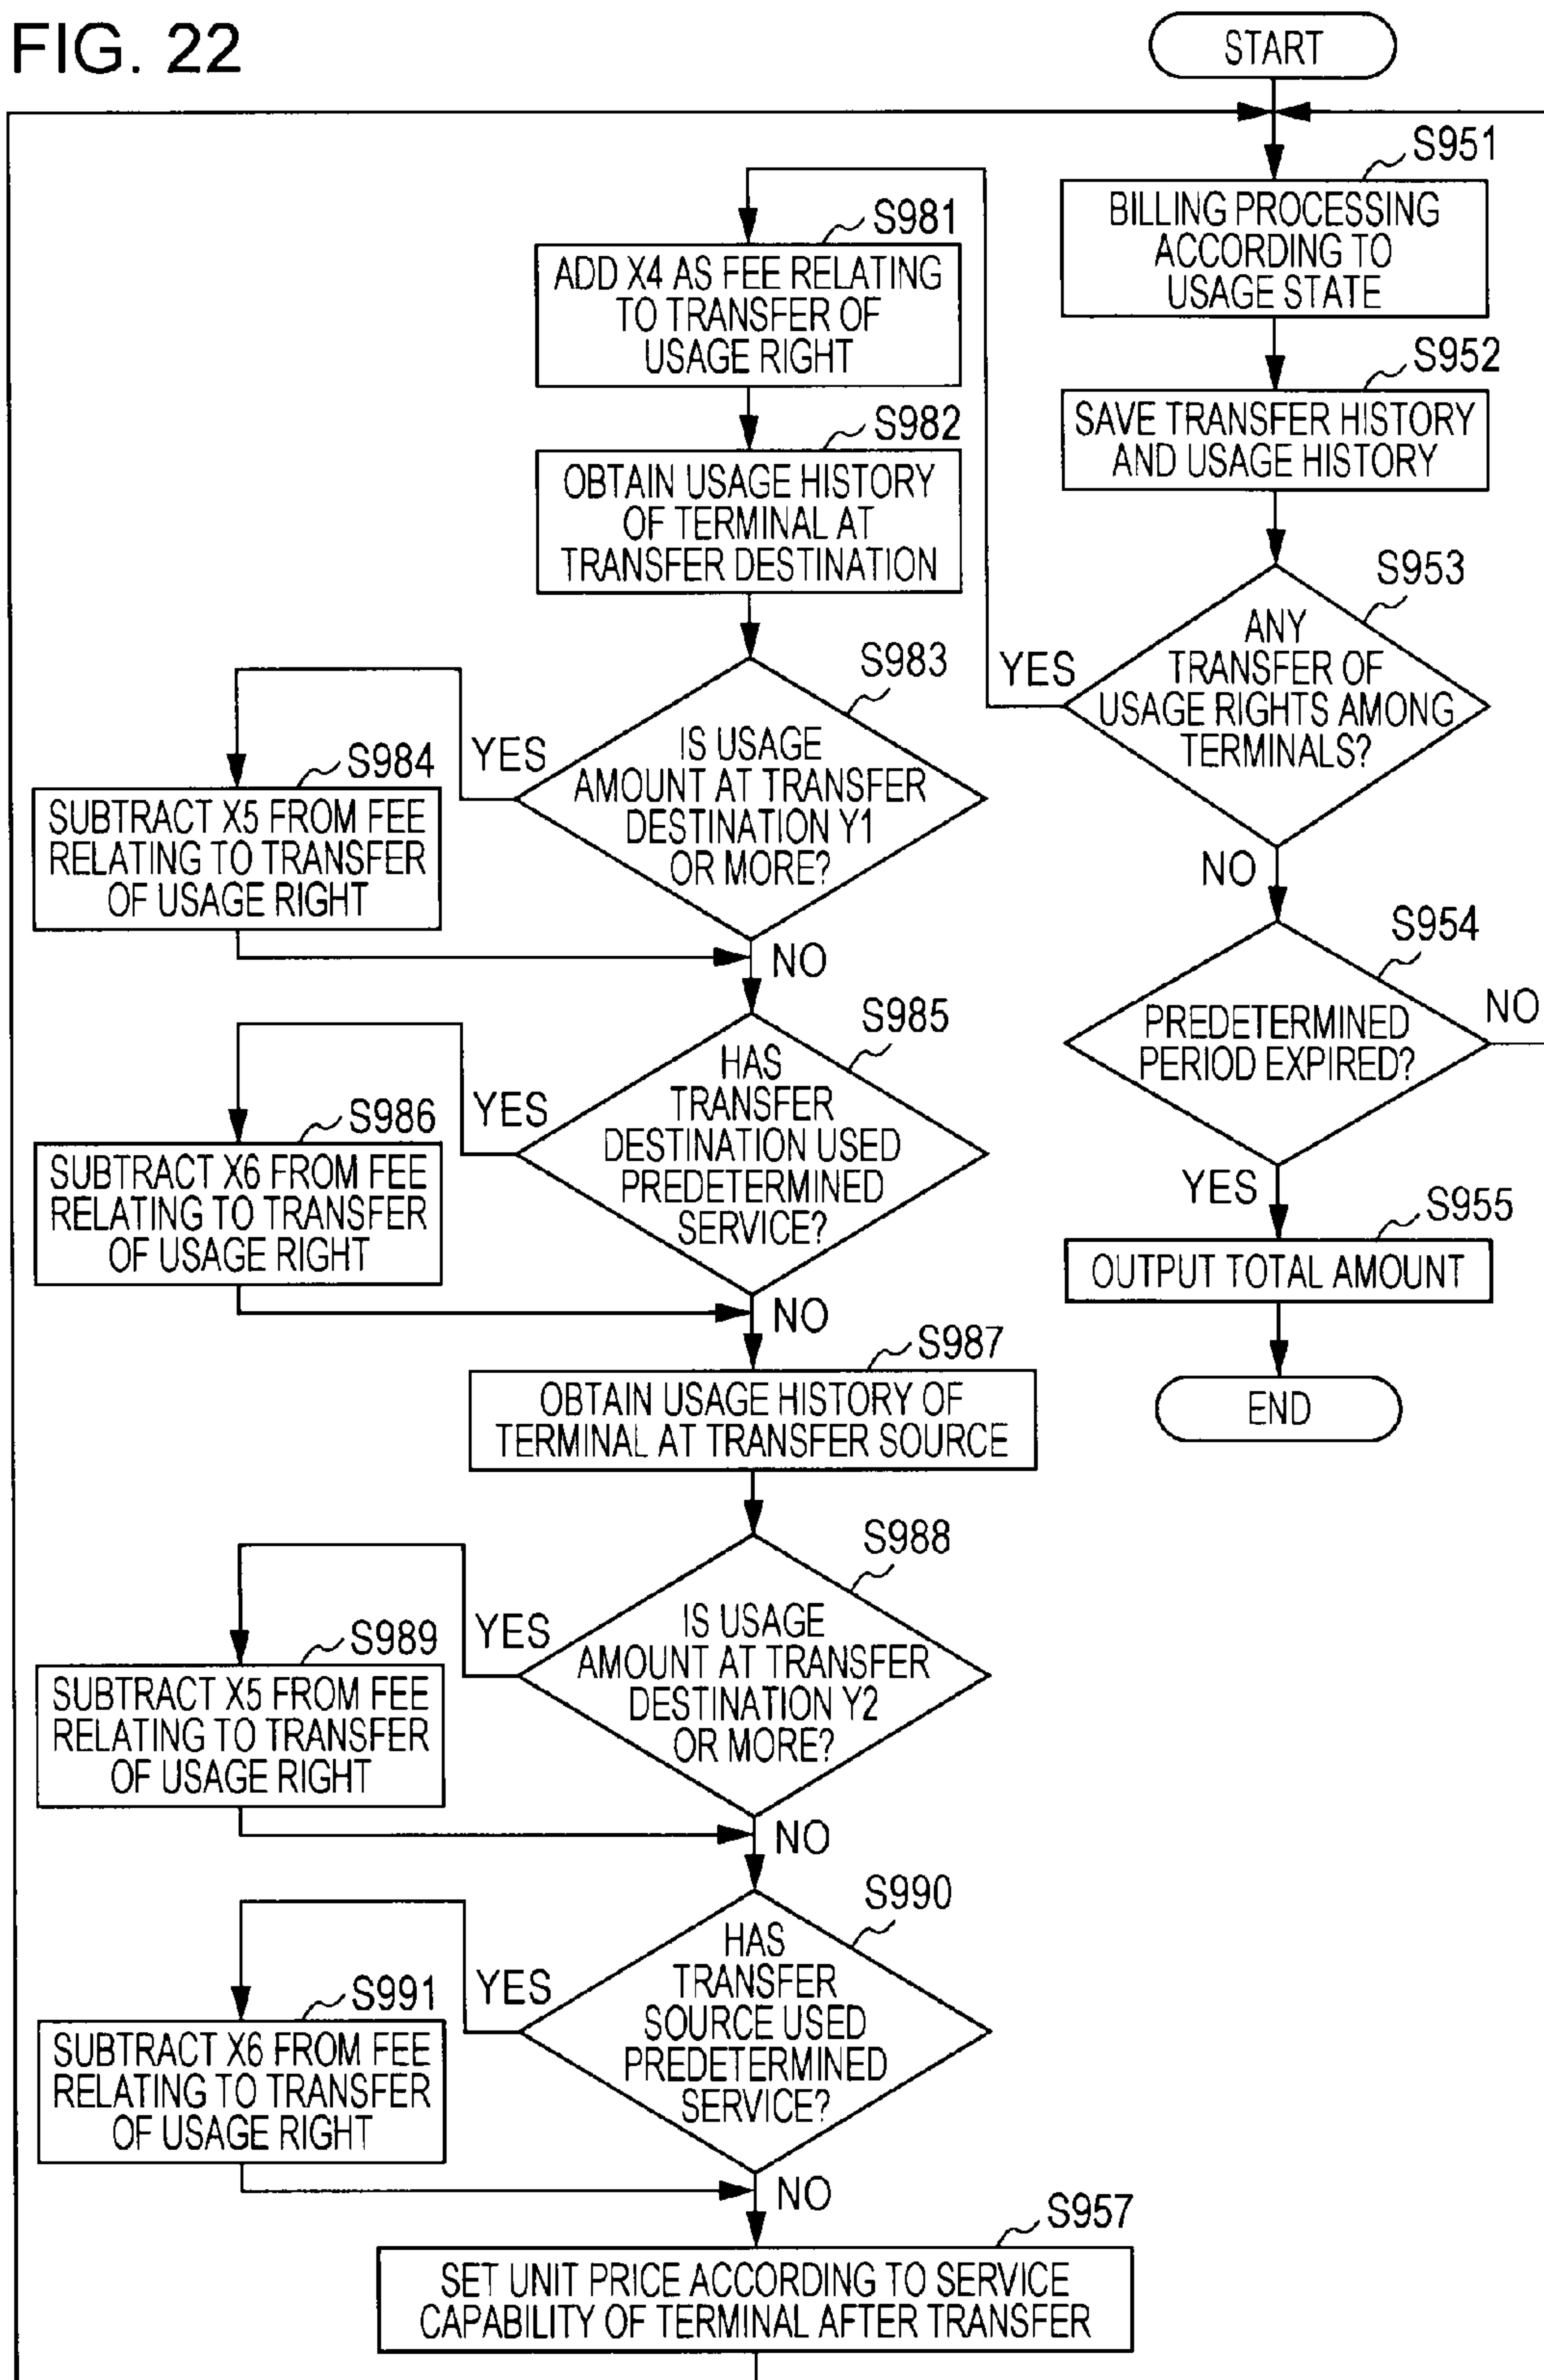 FIG. 22
START
S951
BILLING PROCESSING
ACCORDING TO
USAGE STATE
S952
SAVE TRANSFER HISTORY
AND USAGE HISTORY
S953
ANY
TRANSFER OF
USAGE RIGHTS AMONG
TERMINALS?
YES
NO
S954
PREDETERMINED
PERIOD EXPIRED?
NO
YES
S955
OUTPUT TOTAL AMOUNT
END
S981
ADD X4 AS FEE RELATING
TO TRANSFER OF
USAGE RIGHT
S982
OBTAIN USAGE HISTORY
OF TERMINAL AT
TRANSFER DESTINATION
S983
IS USAGE
AMOUNT AT TRANSFER
DESTINATION Y1
OR MORE?
YES
S984
SUBTRACT X5 FROM FEE
RELATING TO TRANSFER
OF USAGE RIGHT
NO
S985
HAS
TRANSFER
DESTINATION USED
PREDETERMINED
SERVICE?
YES
S986
SUBTRACT X6 FROM FEE
RELATING TO TRANSFER
OF USAGE RIGHT
NO
S987
OBTAIN USAGE HISTORY OF
TERMINAL AT TRANSFER SOURCE
S988
IS USAGE
AMOUNT AT TRANSFER
DESTINATION Y2
OR MORE?
YES
S989
SUBTRACT X5 FROM FEE
RELATING TO TRANSFER
OF USAGE RIGHT
NO
S990
HAS
TRANSFER
SOURCE USED
PREDETERMINED
SERVICE?
YES
S991
SUBTRACT X6 FROM FEE
RELATING TO TRANSFER
OF USAGE RIGHT
NO
S957
SET UNIT PRICE ACCORDING TO SERVICE
CAPABILITY OF TERMINAL AFTER TRANSFER